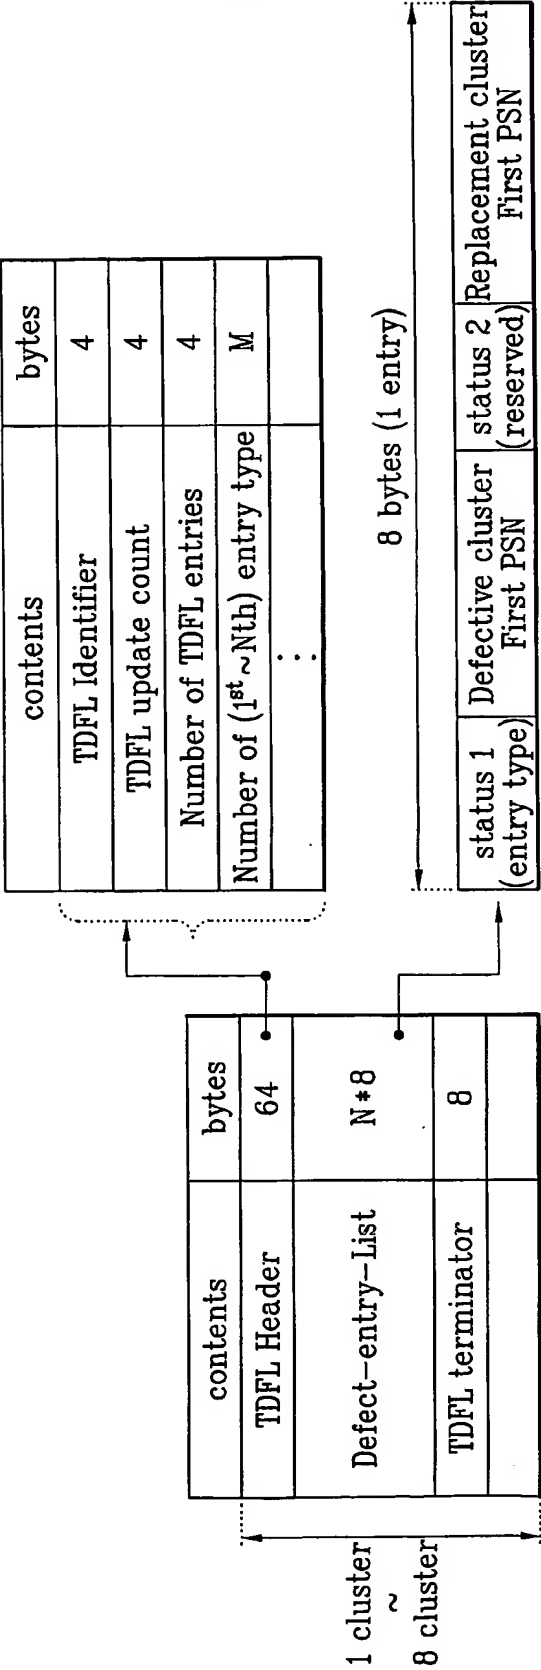 contents bytes
TDFL Header 64
Defect-entry-List N*8
TDFL terminator 8
1 cluster
~
8 cluster
contents bytes
TDFL Identifier 4
TDFL update count 4
Number of TDFL entries 4
Number of (1st~Nth) entry type M
⋮
8 bytes (1 entry)
status 1
(entry type)
Defective cluster
First PSN
status 2
(reserved)
Replacement cluster
First PSN